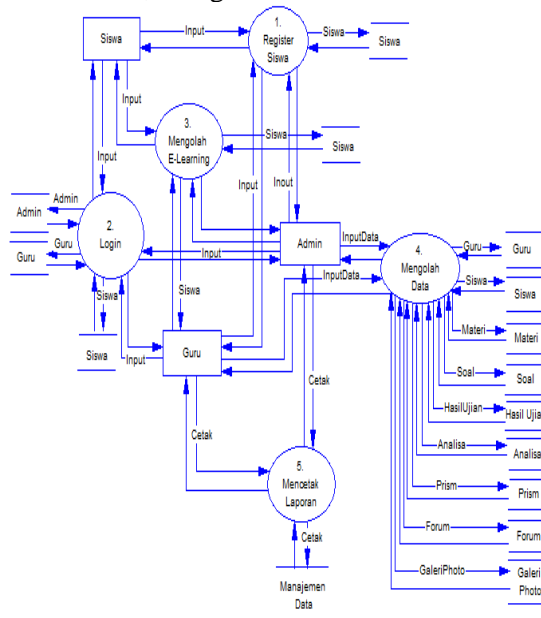 Siswa
Input
1.
Register
Siswa
Siswa
Siswa
Input
3.
Mengolah
E-Learning
Siswa
Siswa
Input
Input
Inout
Admin
Admin
2.
Login
Guru
Guru
Input
Admin
InputData
4.
Mengolah
Data
Guru
Guru
InputData
Siswa
Siswa
Siswa
Siswa
Siswa
Input
Guru
Materi
Materi
Soal
Soal
Cetak
HasilUjian
Hasil Ujia
Cetak
Analisa
Analisa
5.
Mencetak
Laporan
Prism
Prism
Cetak
Forum
Forum
Manajemen
Data
GaleriPhoto
Galeri
Photo